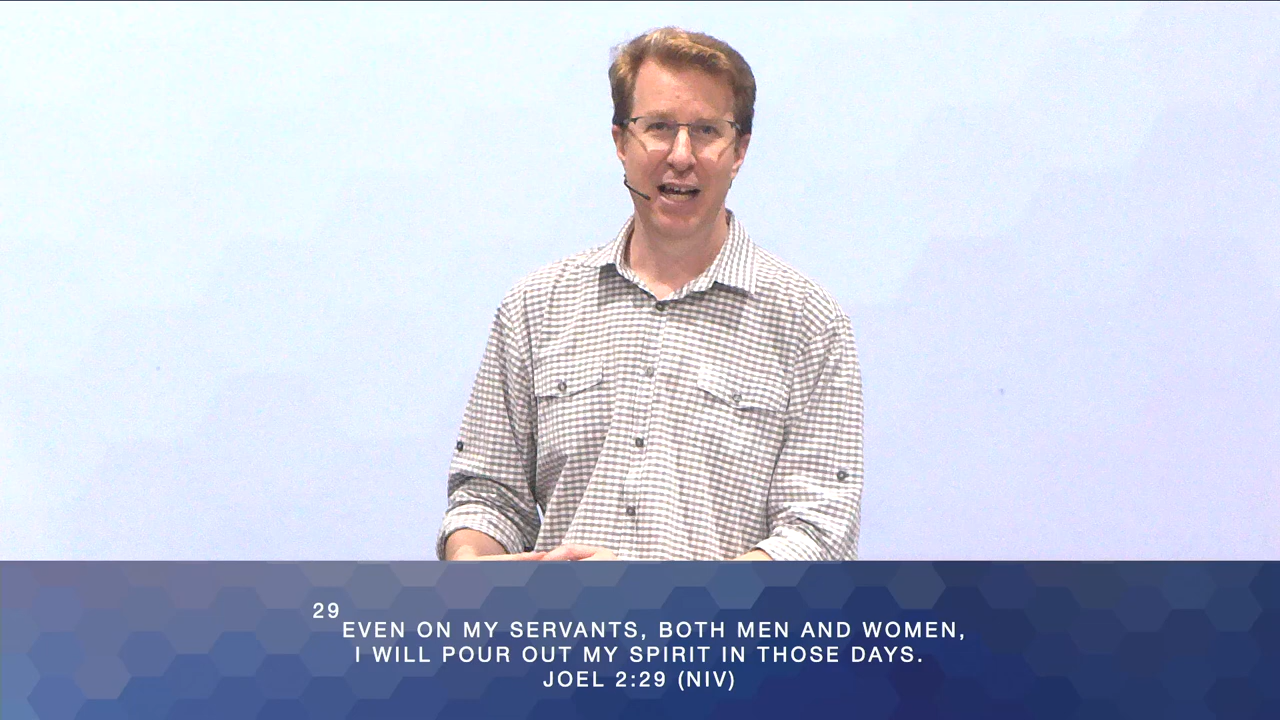 29
EVEN ON MY SERVANTS, BOTH MEN AND WOMEN,
I WILL POUR OUT MY SPIRIT IN THOSE DAYS.
JOEL 2:29 (NIV)